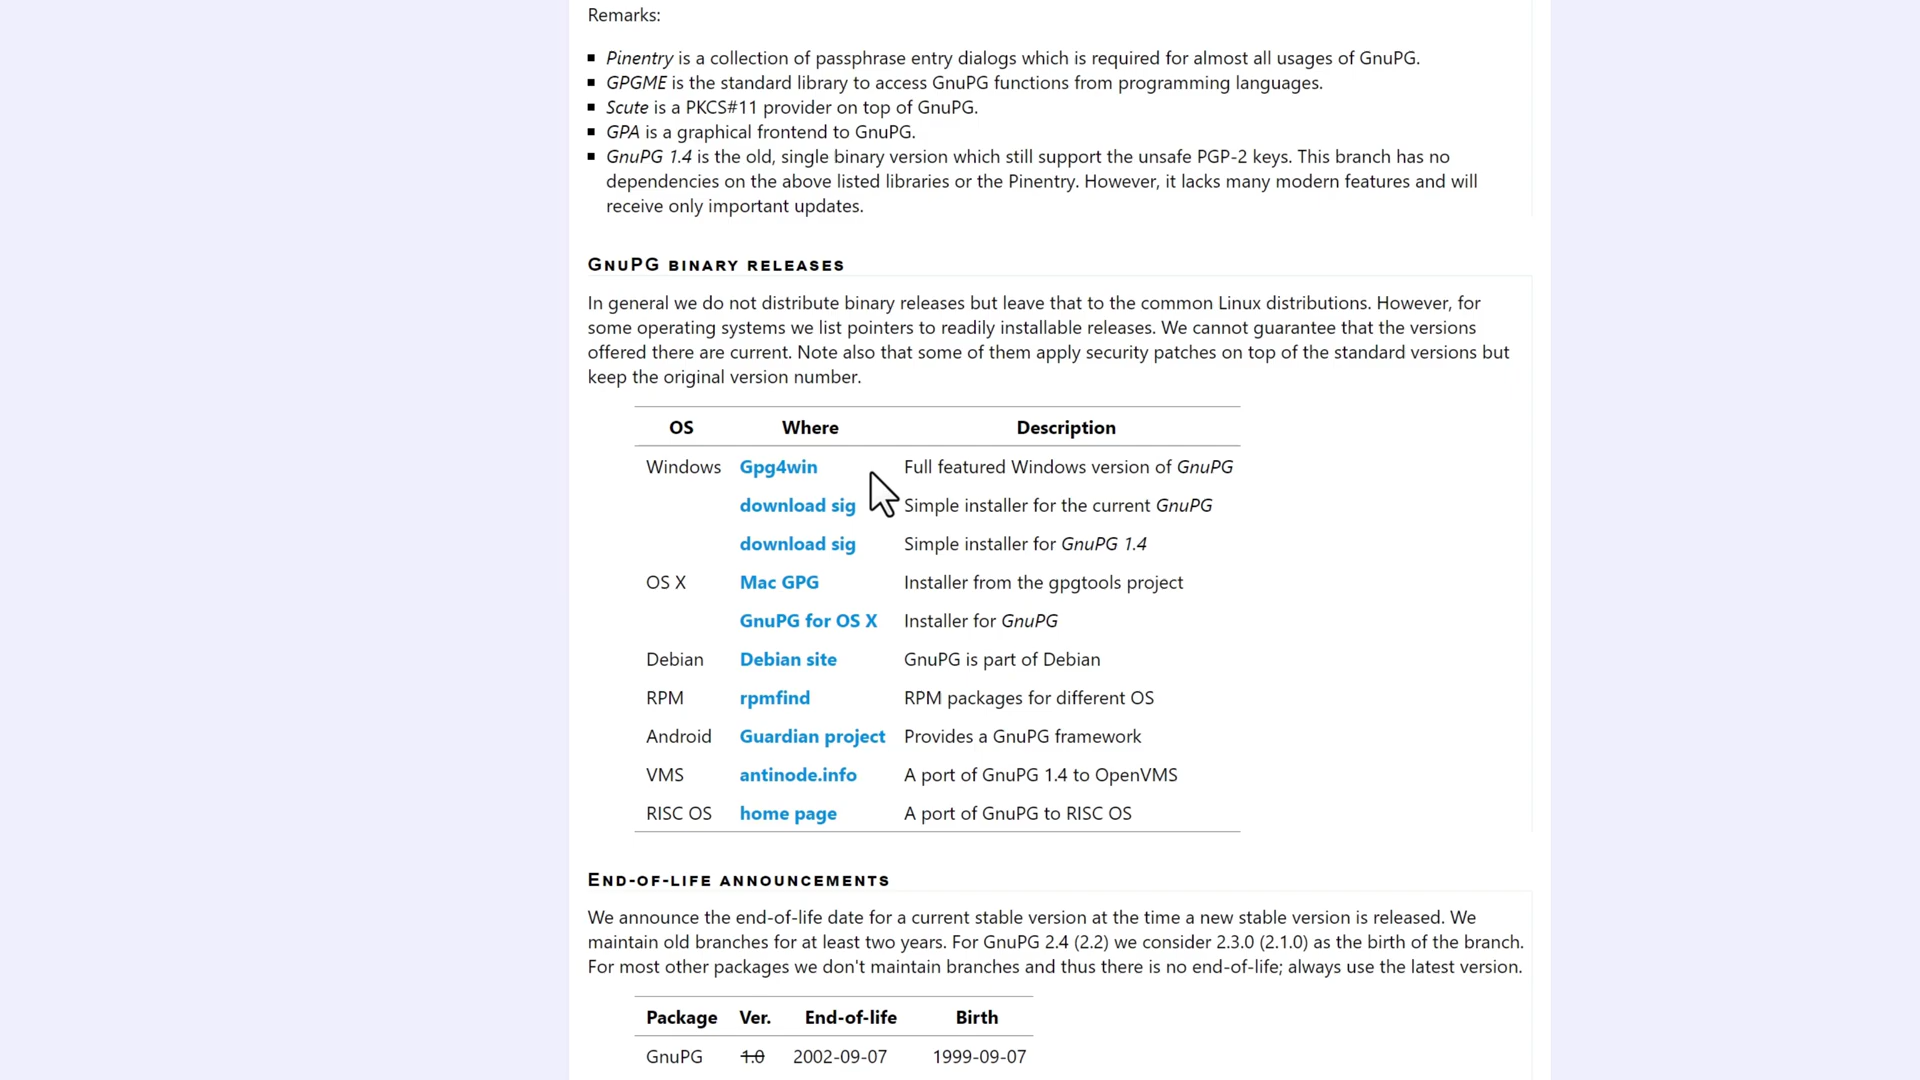 Remarks:
▪ Pinentry is a collection of passphrase entry dialogs which is required for almost all usages of GnuPG.
▪ GPGME is the standard library to access GnuPG functions from programming languages.
▪ Scute is a PKCS#11 provider on top of GnuPG.
▪ GPA is a graphical frontend to GnuPG.
▪ GnuPG 1.4 is the old, single binary version which still support the unsafe PGP-2 keys. This branch has no
dependencies on the above listed libraries or the Pinentry. However, it lacks many modern features and will
receive only important updates.
GnuPG binary releases
In general we do not distribute binary releases but leave that to the common Linux distributions. However, for
some operating systems we list pointers to readily installable releases. We cannot guarantee that the versions
offered there are current. Note also that some of them apply security patches on top of the standard versions but
keep the original version number.
OS Where Description
Windows Gpg4win Full featured Windows version of GnuPG
download sig Simple installer for the current GnuPG
download sig Simple installer for GnuPG 1.4
OS X Mac GPG Installer from the gpgtools project
GnuPG for OS X Installer for GnuPG
Debian Debian site GnuPG is part of Debian
RPM rpmfind RPM packages for different OS
Android Guardian project Provides a GnuPG framework
VMS antinode.info A port of GnuPG 1.4 to OpenVMS
RISC OS home page A port of GnuPG to RISC OS
End-of-life announcements
We announce the end-of-life date for a current stable version at the time a new stable version is released. We
maintain old branches for at least two years. For GnuPG 2.4 (2.2) we consider 2.3.0 (2.1.0) as the birth of the branch.
For most other packages we don't maintain branches and thus there is no end-of-life; always use the latest version.
Package Ver. End-of-life Birth
GnuPG 1.0 2002-09-07 1999-09-07